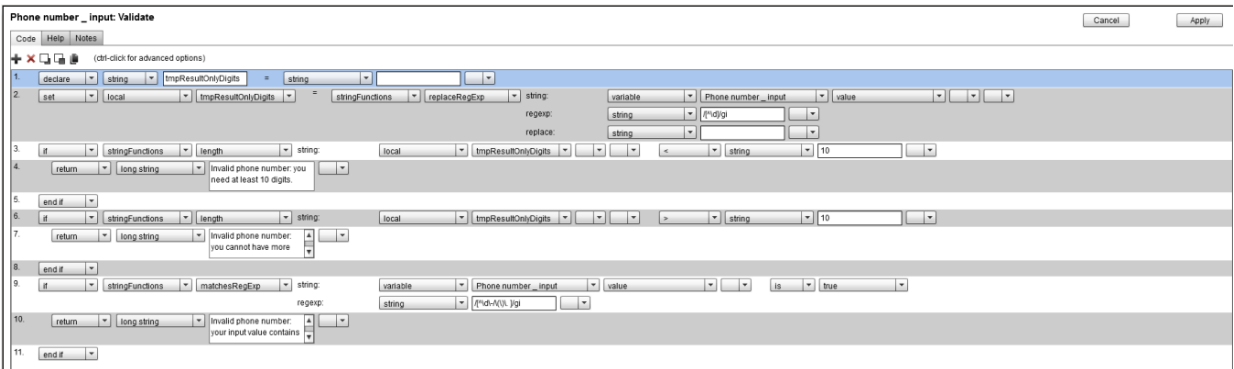 Phone number _ input: Validate Cancel Apply
Code Help Notes
(ctrl-click for advanced options)
1. declare string tmpResultOnlyDigits = string
2. set local tmpResultOnlyDigits = stringFunctions replaceRegExp string: variable Phone number _ input value
regexp: string /[^\d]/gi
replace: string
3. if stringFunctions length string: local tmpResultOnlyDigits < string 10
4. return long string Invalid phone number: you
need at least 10 digits.
5. end if
6. if stringFunctions length string: local tmpResultOnlyDigits > string 10
7. return long string Invalid phone number:
you cannot have more
8. end if
9. if stringFunctions matchesRegExp string: variable Phone number _ input value is true
regexp: string
10. return long string Invalid phone number:
your input value contains
11. end if